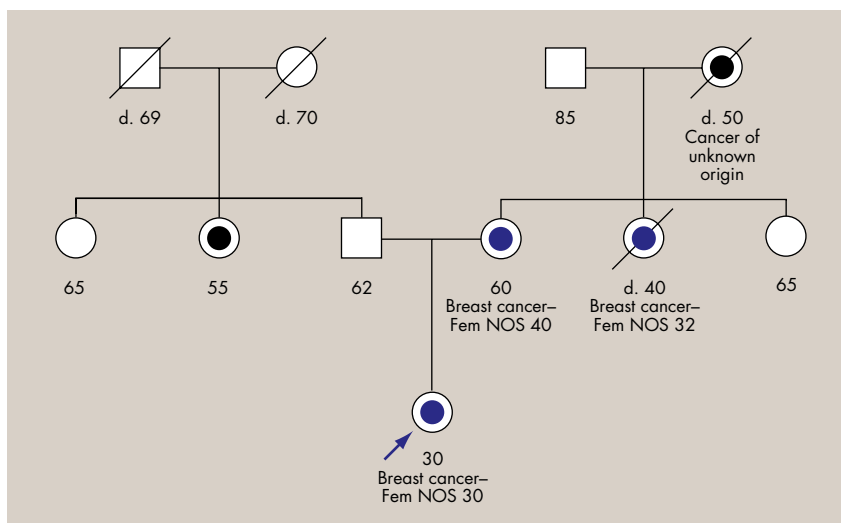 d. 69
d. 70
85
d. 50
Cancer of
unknown
origin
65
55
62
60
Breast cancer–
Fem NOS 40
d. 40
Breast cancer–
Fem NOS 32
65
30
Breast cancer–
Fem NOS 30